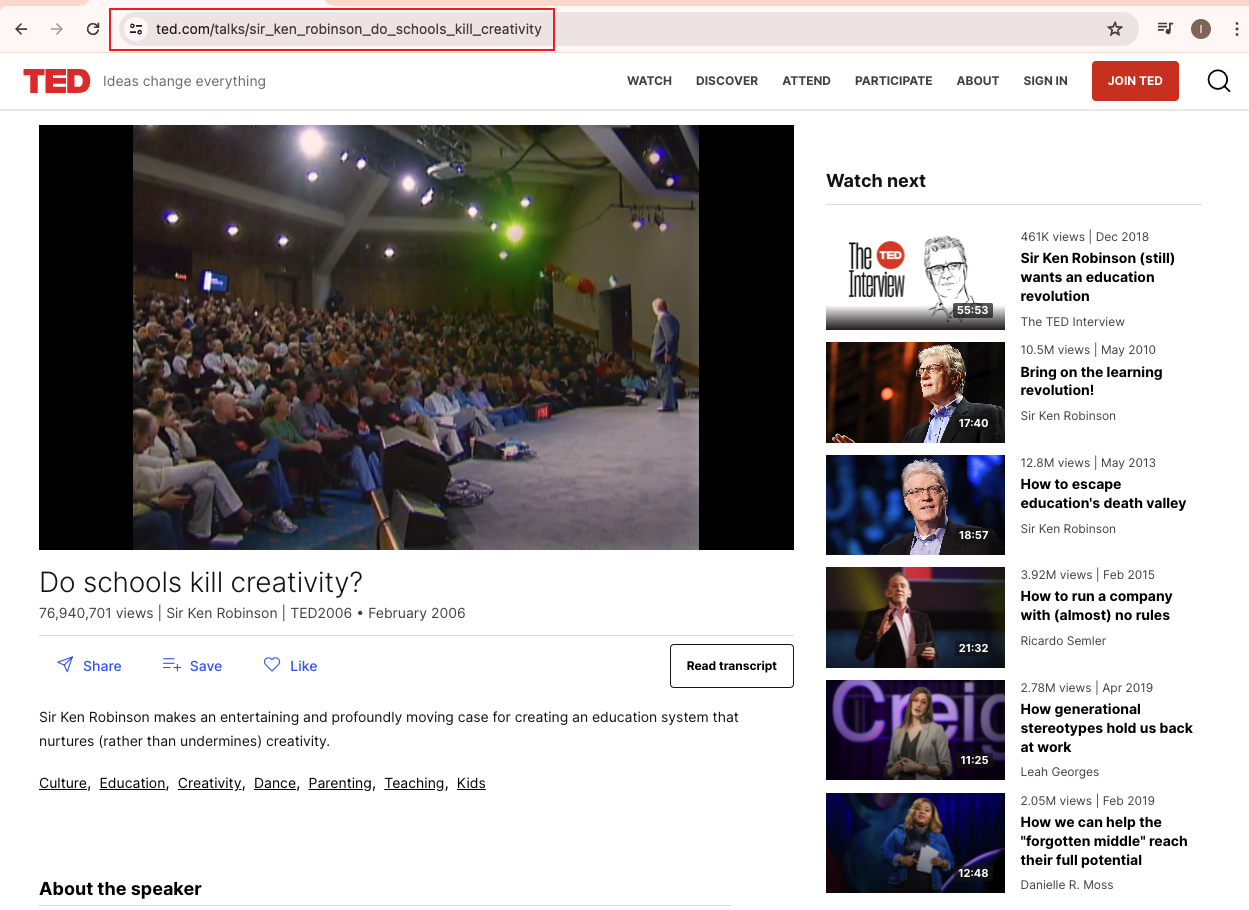 ted.com/talks/sir_ken_robinson_do_schools_kill_creativity
I
TED Ideas change everything
WATCH DISCOVER ATTEND PARTICIPATE ABOUT SIGN IN JOIN TED
Do schools kill creativity?
76,940,701 views | Sir Ken Robinson | TED2006 • February 2006
Share Save Like
Read transcript
Sir Ken Robinson makes an entertaining and profoundly moving case for creating an education system that
nurtures (rather than undermines) creativity.
Culture, Education, Creativity, Dance, Parenting, Teaching, Kids
About the speaker
Watch next
The TED
Interview
55:53
461K views | Dec 2018
Sir Ken Robinson (still)
wants an education
revolution
The TED Interview
17:40
10.5M views | May 2010
Bring on the learning
revolution!
Sir Ken Robinson
18:57
12.8M views | May 2013
How to escape
education's death valley
Sir Ken Robinson
21:32
3.92M views | Feb 2015
How to run a company
with (almost) no rules
Ricardo Semler
Creig
11:25
2.78M views | Apr 2019
How generational
stereotypes hold us back
at work
Leah Georges
12:48
2.05M views | Feb 2019
How we can help the
"forgotten middle" reach
their full potential
Danielle R. Moss